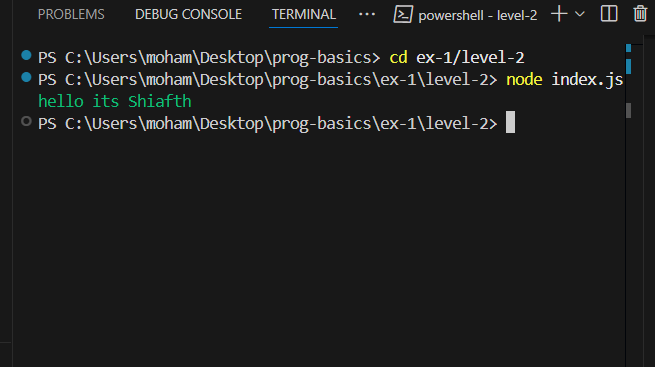 PROBLEMS DEBUG CONSOLE TERMINAL ··· powershell - level-2
PS C:\Users\moham\Desktop\prog-basics> cd ex-1/level-2
PS C:\Users\moham\Desktop\prog-basics\ex-1\level-2> node index.js
hello its Shiafth
PS C:\Users\moham\Desktop\prog-basics\ex-1\level-2>